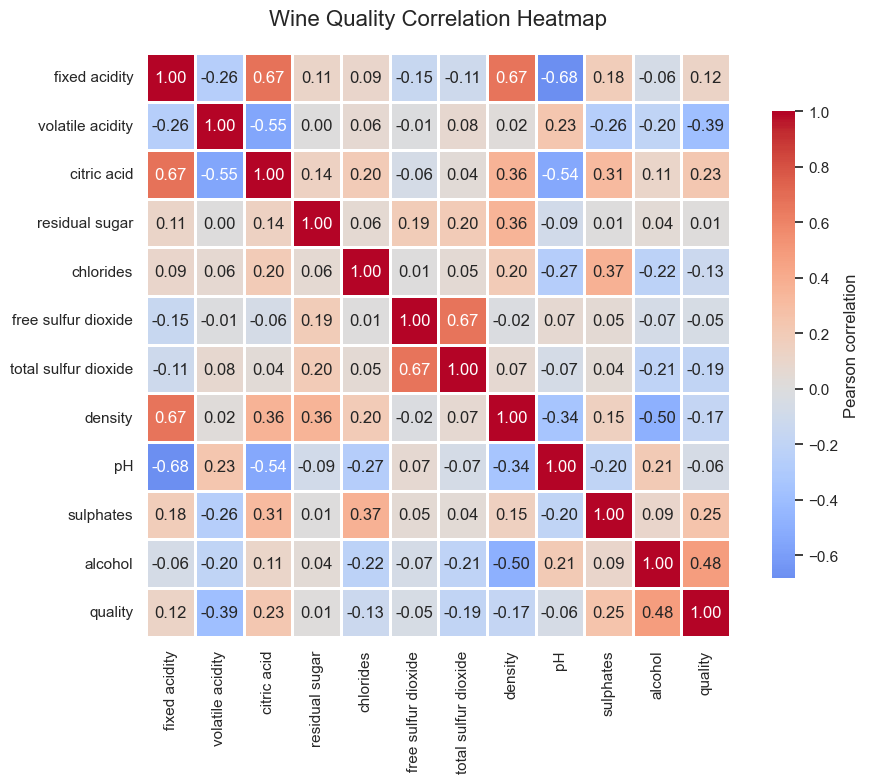 Wine Quality Correlation Heatmap
fixed acidity 1.00 -0.26 0.67 0.11 0.09 -0.15 -0.11 0.67 -0.68 0.18 -0.06 0.12
volatile acidity -0.26 1.00 -0.55 0.00 0.06 -0.01 0.08 0.02 0.23 -0.26 -0.20 -0.39
citric acid 0.67 -0.55 1.00 0.14 0.20 -0.06 0.04 0.36 -0.54 0.31 0.11 0.23
residual sugar 0.11 0.00 0.14 1.00 0.06 0.19 0.20 0.36 -0.09 0.01 0.04 0.01
chlorides 0.09 0.06 0.20 0.06 1.00 0.01 0.05 0.20 -0.27 0.37 -0.22 -0.13
free sulfur dioxide -0.15 -0.01 -0.06 0.19 0.01 1.00 0.67 -0.02 0.07 0.05 -0.07 -0.05
total sulfur dioxide -0.11 0.08 0.04 0.20 0.05 0.67 1.00 0.07 -0.07 0.04 -0.21 -0.19
density 0.67 0.02 0.36 0.36 0.20 -0.02 0.07 1.00 -0.34 0.15 -0.50 -0.17
pH -0.68 0.23 -0.54 -0.09 -0.27 0.07 -0.07 -0.34 1.00 -0.20 0.21 -0.06
sulphates 0.18 -0.26 0.31 0.01 0.37 0.05 0.04 0.15 -0.20 1.00 0.09 0.25
alcohol -0.06 -0.20 0.11 0.04 -0.22 -0.07 -0.21 -0.50 0.21 0.09 1.00 0.48
quality 0.12 -0.39 0.23 0.01 -0.13 -0.05 -0.19 -0.17 -0.06 0.25 0.48 1.00
fixed acidity
volatile acidity
citric acid
residual sugar
chlorides
free sulfur dioxide
total sulfur dioxide
density
pH
sulphates
alcohol
quality
1.0
0.8
0.6
0.4
0.2
0.0
−0.2
−0.4
−0.6
Pearson correlation